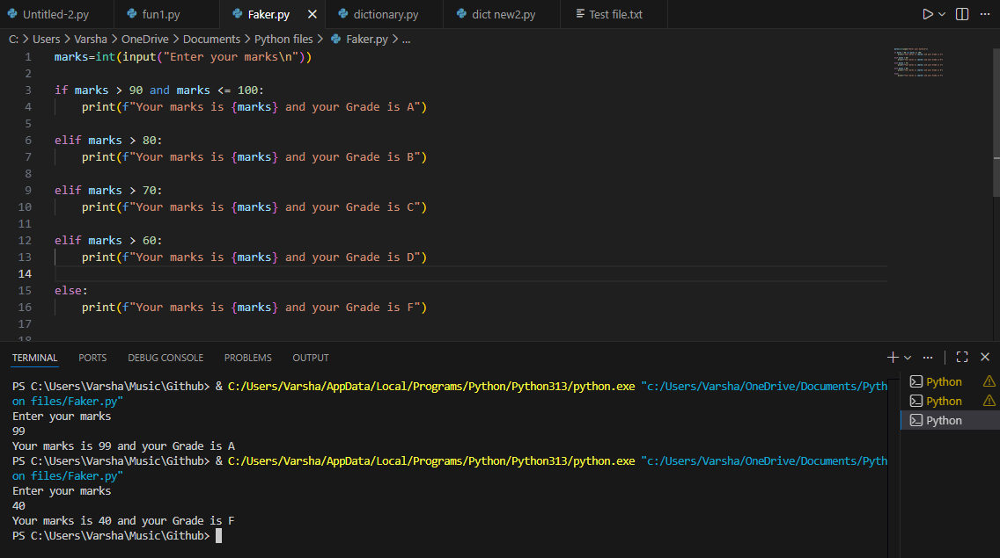 Untitled-2.py fun1.py Faker.py dictionary.py dict new2.py Test file.txt
C: > Users > Varsha > OneDrive > Documents > Python files > Faker.py > ...
1 marks=int(input("Enter your marks\n"))
2
3 if marks > 90 and marks <= 100:
4 print(f"Your marks is {marks} and your Grade is A")
5
6 elif marks > 80:
7 print(f"Your marks is {marks} and your Grade is B")
8
9 elif marks > 70:
10 print(f"Your marks is {marks} and your Grade is C")
11
12 elif marks > 60:
13 print(f"Your marks is {marks} and your Grade is D")
14
15 else:
16 print(f"Your marks is {marks} and your Grade is F")
17
18
TERMINAL PORTS DEBUG CONSOLE PROBLEMS OUTPUT
PS C:\Users\Varsha\Music\Github> & C:/Users/Varsha/AppData/Local/Programs/Python/Python313/python.exe "c:/Users/Varsha/OneDrive/Documents/Pyth
on files/Faker.py"
Enter your marks
99
Your marks is 99 and your Grade is A
PS C:\Users\Varsha\Music\Github> & C:/Users/Varsha/AppData/Local/Programs/Python/Python313/python.exe "c:/Users/Varsha/OneDrive/Documents/Pyth
on files/Faker.py"
Enter your marks
40
Your marks is 40 and your Grade is F
PS C:\Users\Varsha\Music\Github>
Python
Python
Python